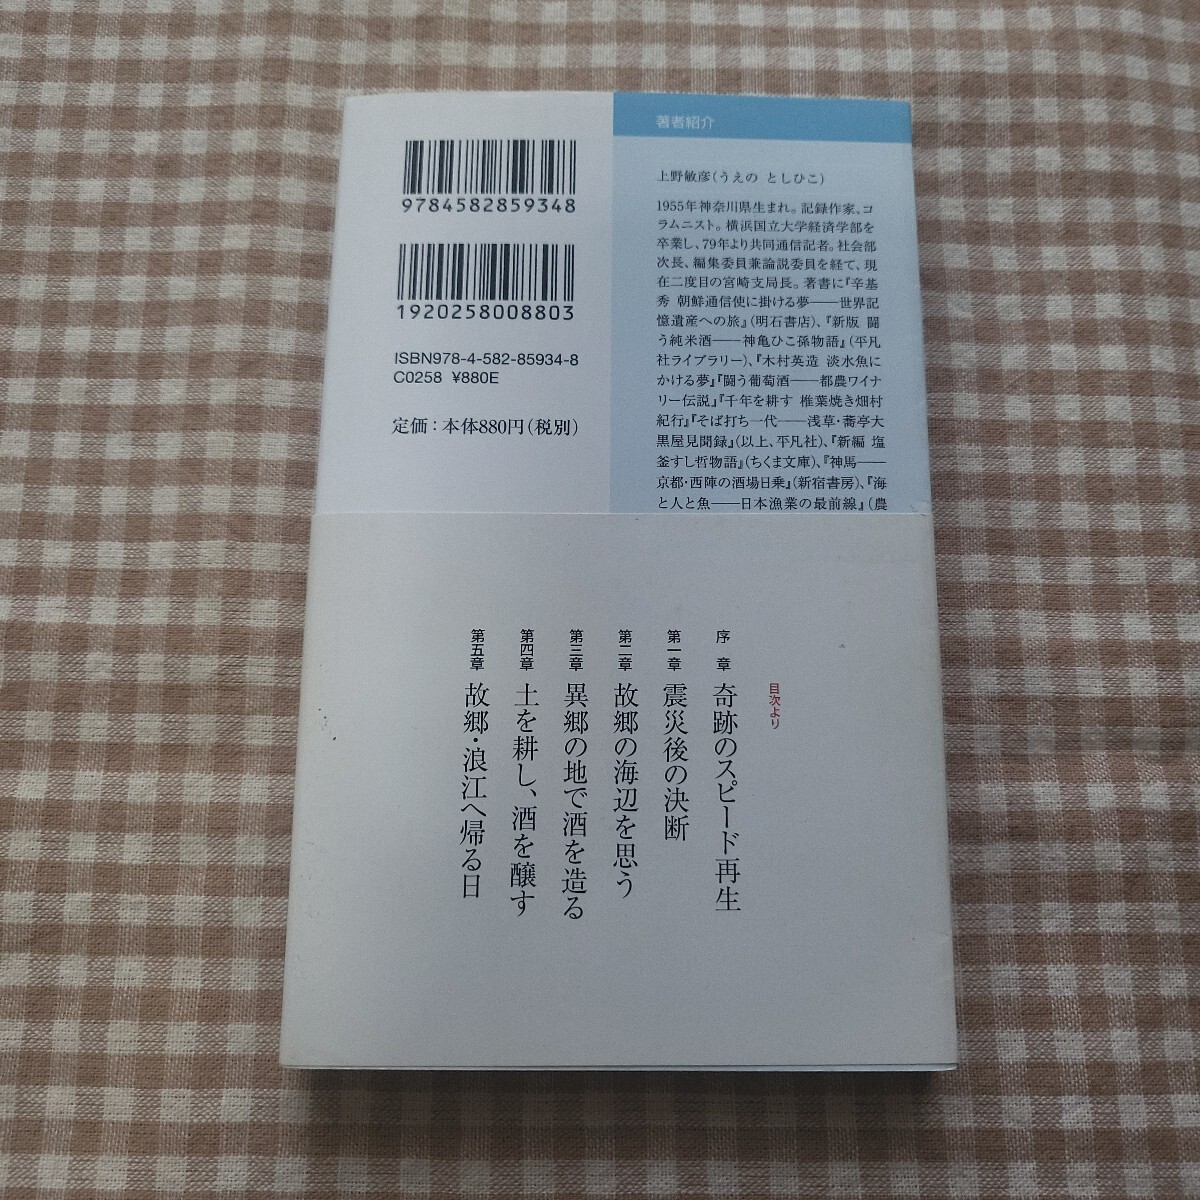 9784582859348
1920258008803
ISBN978-4-582-85934-8
C0258 ¥880E
定価：本体880円（税別）
著者紹介
上野敏彦（うえの としひこ）
1955年神奈川県生まれ。記録作家、コ
ラムニスト。横浜国立大学経済学部を
卒業し、79年より共同通信記者。社会部
次長、編集委員兼論説委員を経て、現
在二度目の宮崎支局長。著書に『辛基
秀 朝鮮通信使に掛ける夢——世界記
憶遺産への旅』（明石書店）、『新版 闘
う純米酒——神亀ひこ孫物語』（平凡
社ライブラリー）、『木村英造 淡水魚に
かける夢』『闘う葡萄酒——都農ワイナ
リー伝説』『千年を耕す 椎葉焼き畑村
紀行』『そば打ち一代——浅草・蕎亭大
黒屋見聞録』（以上、平凡社）、『新編 塩
釜すし哲物語』（ちくま文庫）、『神馬——
京都・西陣の酒場日乗』（新宿書房）、『海
と人と魚——日本漁業の最前線』（農
目次より
序章 奇跡のスピード再生
第一章 震災後の決断
第二章 故郷の海辺を思う
第三章 異郷の地で酒を造る
第四章 土を耕し、酒を醸す
第五章 故郷・浪江へ帰る日